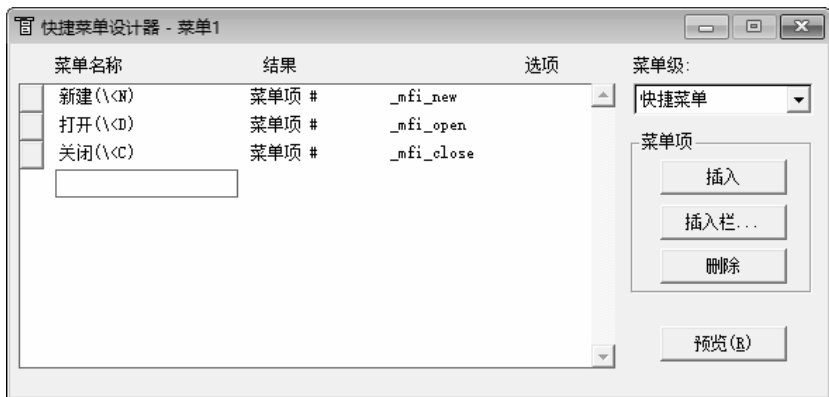 快捷菜单设计器 - 菜单1
菜单名称 结果 选项 菜单级:
新建(\<N) 菜单项 # _mfi_new 快捷菜单
打开(\<D) 菜单项 # _mfi_open
关闭(\<C) 菜单项 # _mfi_close
菜单项
插入
插入栏...
删除
预览(R)